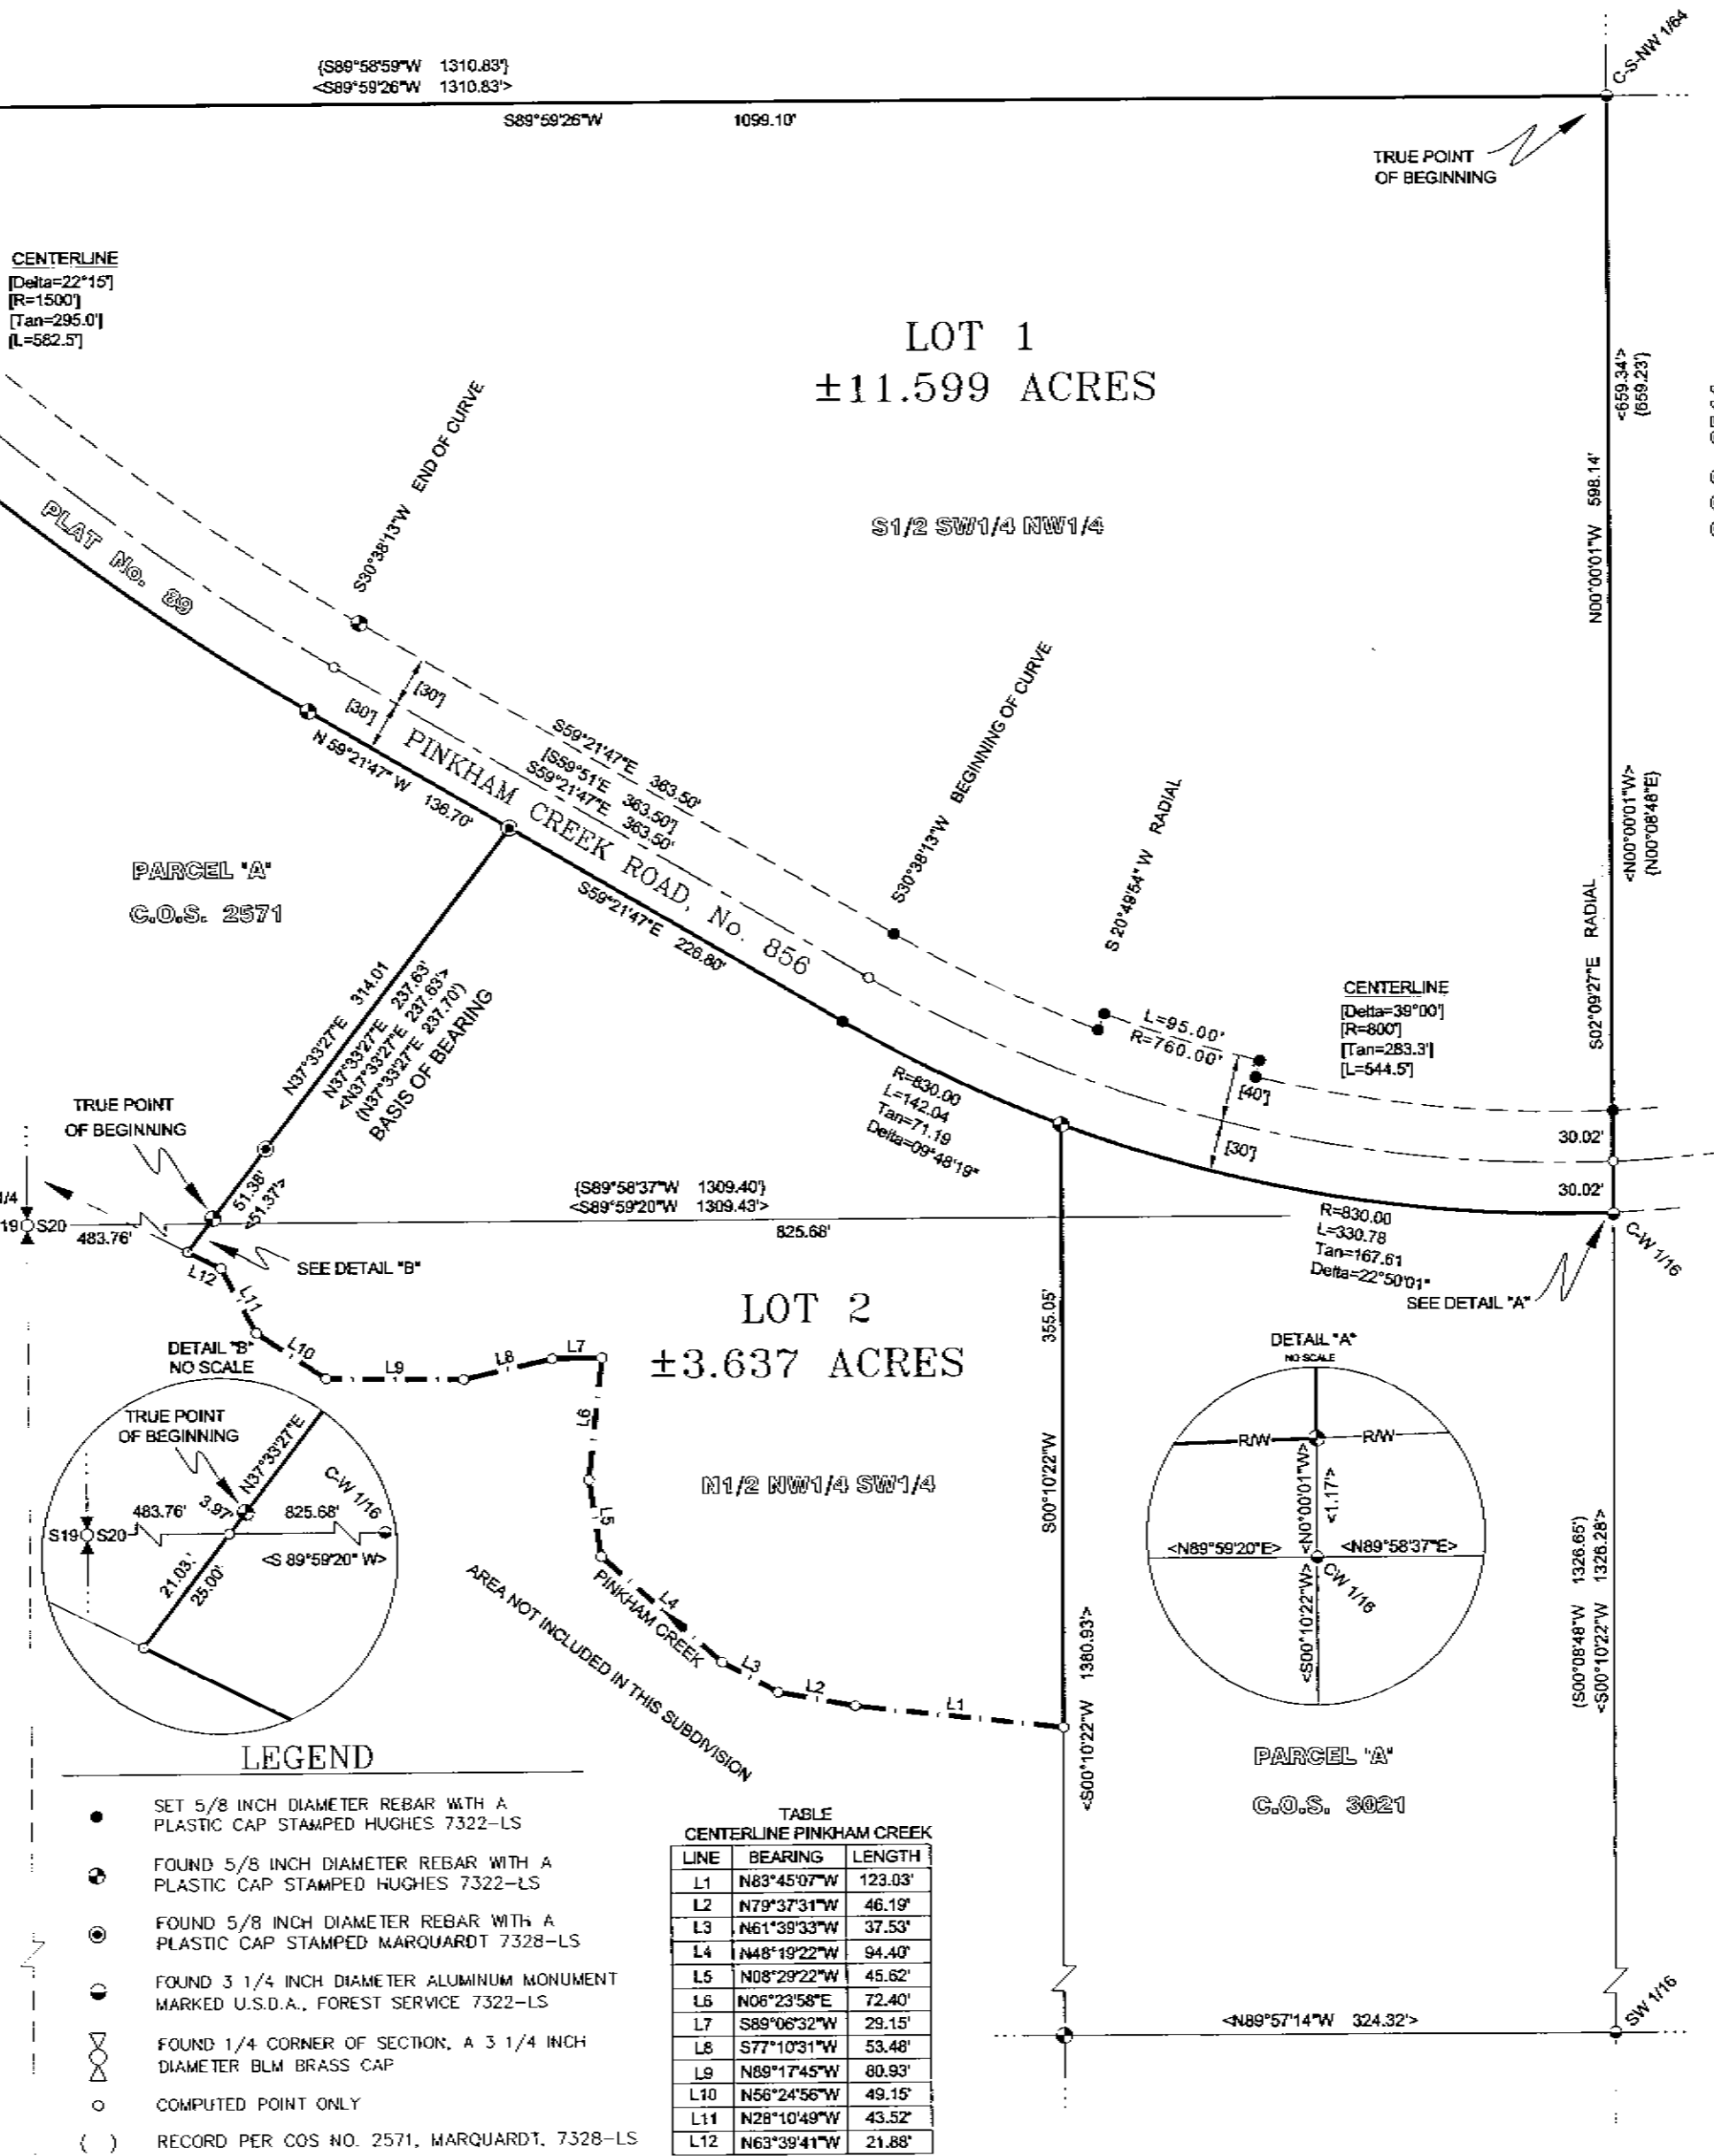 {S89°58'59"W 1310.83'}
<S89°59'26"W 1310.83'>
S89°59'26"W 1099.10'
C-S-NW 1/64
TRUE POINT
OF BEGINNING
CENTERLINE
[Delta=22°15']
[R=1500']
[Tan=295.0']
[L=582.5']
LOT 1
±11.599 ACRES
S1/2 SW1/4 NW1/4
<659.34'>
{659.23'}
N00°00'01"W 598.14'
<N00°00'01"W>
{N00°08'48"E}
S02°09'27"E RADIAL
S30°38'13"W END OF CURVE
PLAT No. 89
[30']
[30']
N 59°21'47" W 136.70'
S59°21'47"E 363.50'
[S59°51'E 363.50']
S59°21'47"E 363.50'
PINKHAM CREEK ROAD, No. 856
S59°21'47"E 226.80'
S30°38'13"W BEGINNING OF CURVE
S 20°49'54" W RADIAL
L=95.00'
R=760.00'
[40']
[30']
CENTERLINE
[Delta=39°00']
[R=800']
[Tan=283.3']
[L=544.5']
PARCEL "A"
C.O.S. 2571
N37°33'27"E 314.01
N37°33'27"E 237.63'
<N37°33'27"E 237.63'>
(N37°33'27"E 237.70')
BASIS OF BEARING
R=830.00
L=142.04
Tan=71.19
Delta=09°48'19"
30.02'
30.02'
TRUE POINT
OF BEGINNING
51.38'
<51.37'>
{S89°58'37"W 1309.40'}
<S89°59'20"W 1309.43'>
825.68'
1/4
19 S20
483.76'
SEE DETAIL "B"
R=830.00
L=330.78
Tan=167.61
Delta=22°50'01"
C-W 1/16
SEE DETAIL "A"
L12
L11
L10
L9
L8
L7
L6
L5
L4
L3
L2
L1
LOT 2
±3.637 ACRES
N1/2 NW1/4 SW1/4
355.05'
S00°10'22"W
<S00°10'22"W 1380.93'>
DETAIL "B"
NO SCALE
TRUE POINT
OF BEGINNING
N37°33'27"E
C-W 1/16
483.76'
3.97'
825.68'
S19 S20
<S 89°59'20" W>
21.03.'
25.00'
DETAIL "A"
NO SCALE
R/W
R/W
<N0°00'01"W>
<1.17'>
<N89°59'20"E>
<N89°58'37"E>
CW 1/16
<S00°10'22"W>
AREA NOT INCLUDED IN THIS SUBDIVISION
PINKHAM CREEK
(S00°08'48"W 1326.65')
<S00°10'22"W 1326.28'>
PARCEL "A"
C.O.S. 3021
<N89°57'14"W 324.32'>
SW 1/16
LEGEND
SET 5/8 INCH DIAMETER REBAR WITH A
PLASTIC CAP STAMPED HUGHES 7322-LS
FOUND 5/8 INCH DIAMETER REBAR WITH A
PLASTIC CAP STAMPED HUGHES 7322-LS
FOUND 5/8 INCH DIAMETER REBAR WITH A
PLASTIC CAP STAMPED MARQUARDT 7328-LS
FOUND 3 1/4 INCH DIAMETER ALUMINUM MONUMENT
MARKED U.S.D.A., FOREST SERVICE 7322-LS
FOUND 1/4 CORNER OF SECTION, A 3 1/4 INCH
DIAMETER BLM BRASS CAP
COMPUTED POINT ONLY
( ) RECORD PER COS NO. 2571, MARQUARDT, 7328-LS
TABLE
CENTERLINE PINKHAM CREEK
LINE BEARING LENGTH
L1 N83°45'07"W 123.03'
L2 N79°37'31"W 46.19'
L3 N61°39'33"W 37.53'
L4 N48°19'22"W 94.40'
L5 N08°29'22"W 45.62'
L6 N06°23'58"E 72.40'
L7 S89°06'32"W 29.15'
L8 S77°10'31"W 53.48'
L9 N89°17'45"W 80.93'
L10 N56°24'56"W 49.15'
L11 N28°10'49"W 43.52'
L12 N63°39'41"W 21.88'